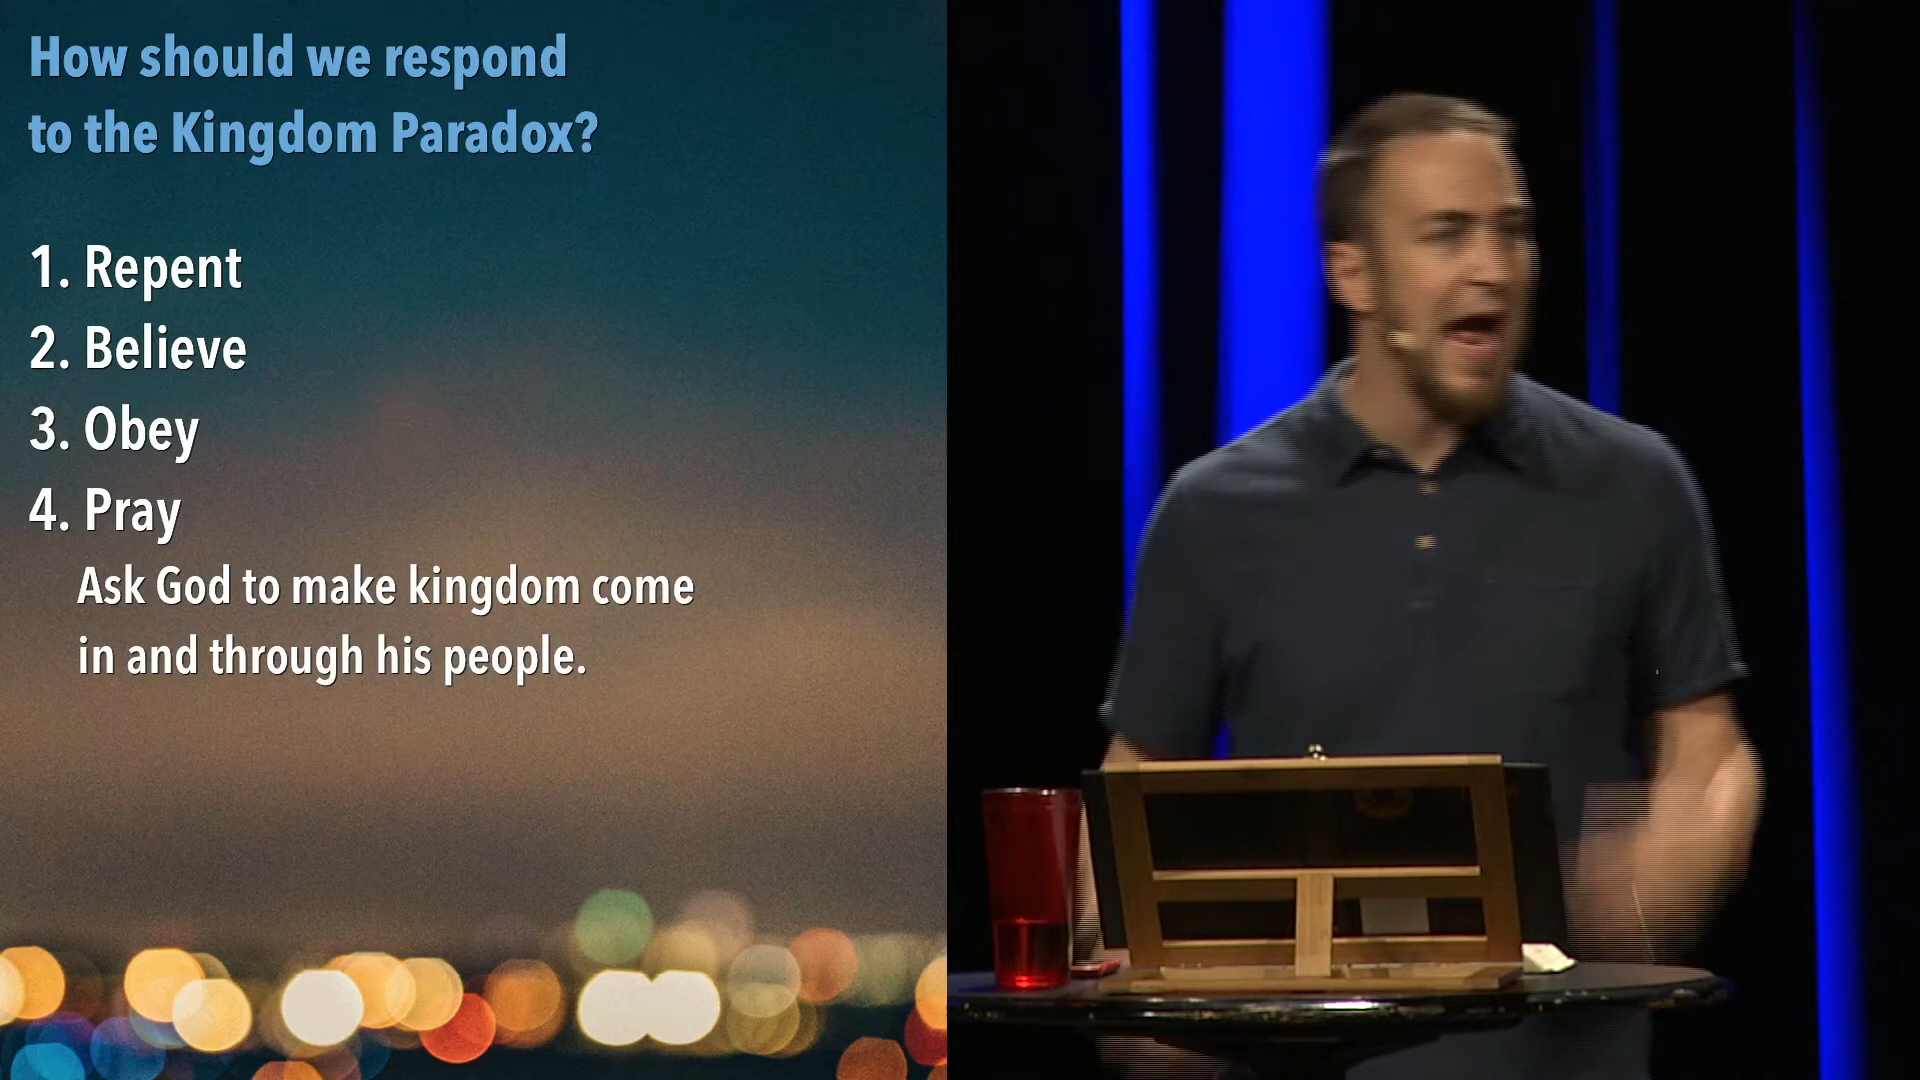 How should we respond
to the Kingdom Paradox?
1. Repent
2. Believe
3. Obey
4. Pray
Ask God to make kingdom come
in and through his people.